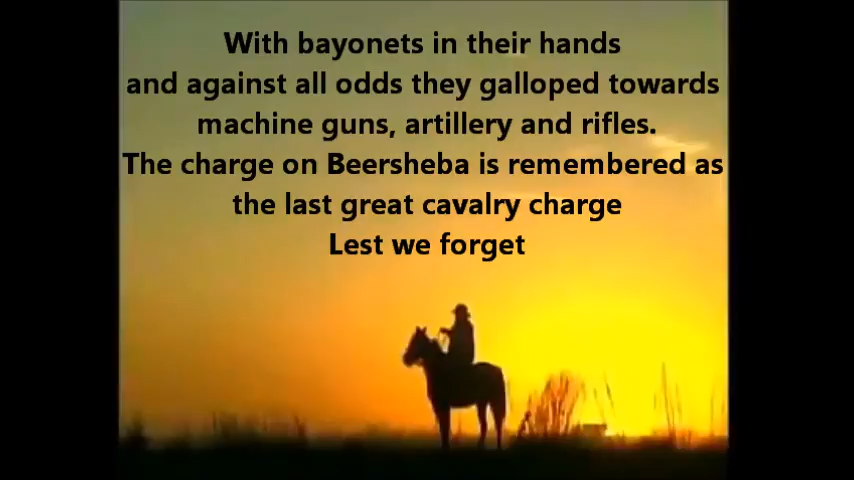 With bayonets in their hands
and against all odds they galloped towards
machine guns, artillery and rifles.
The charge on Beersheba is remembered as
the last great cavalry charge
Lest we forget